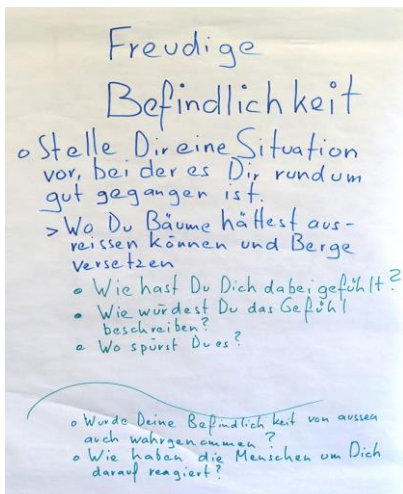 Freudige
Befindlichkeit
o Stelle Dir eine Situation
vor, bei der es Dir rundum
gut gegangen ist.
> Wo Du Bäume hättest aus-
reissen können und Berge
versetzen
• Wie hast Du Dich dabei gefühlt?
• Wie würdest Du das Gefühl
beschreiben?
• Wo spürst Du es?
o Wurde Deine Befindlichkeit von aussen
auch wahrgenommen?
o Wie haben die Menschen um Dich
darauf reagiert?